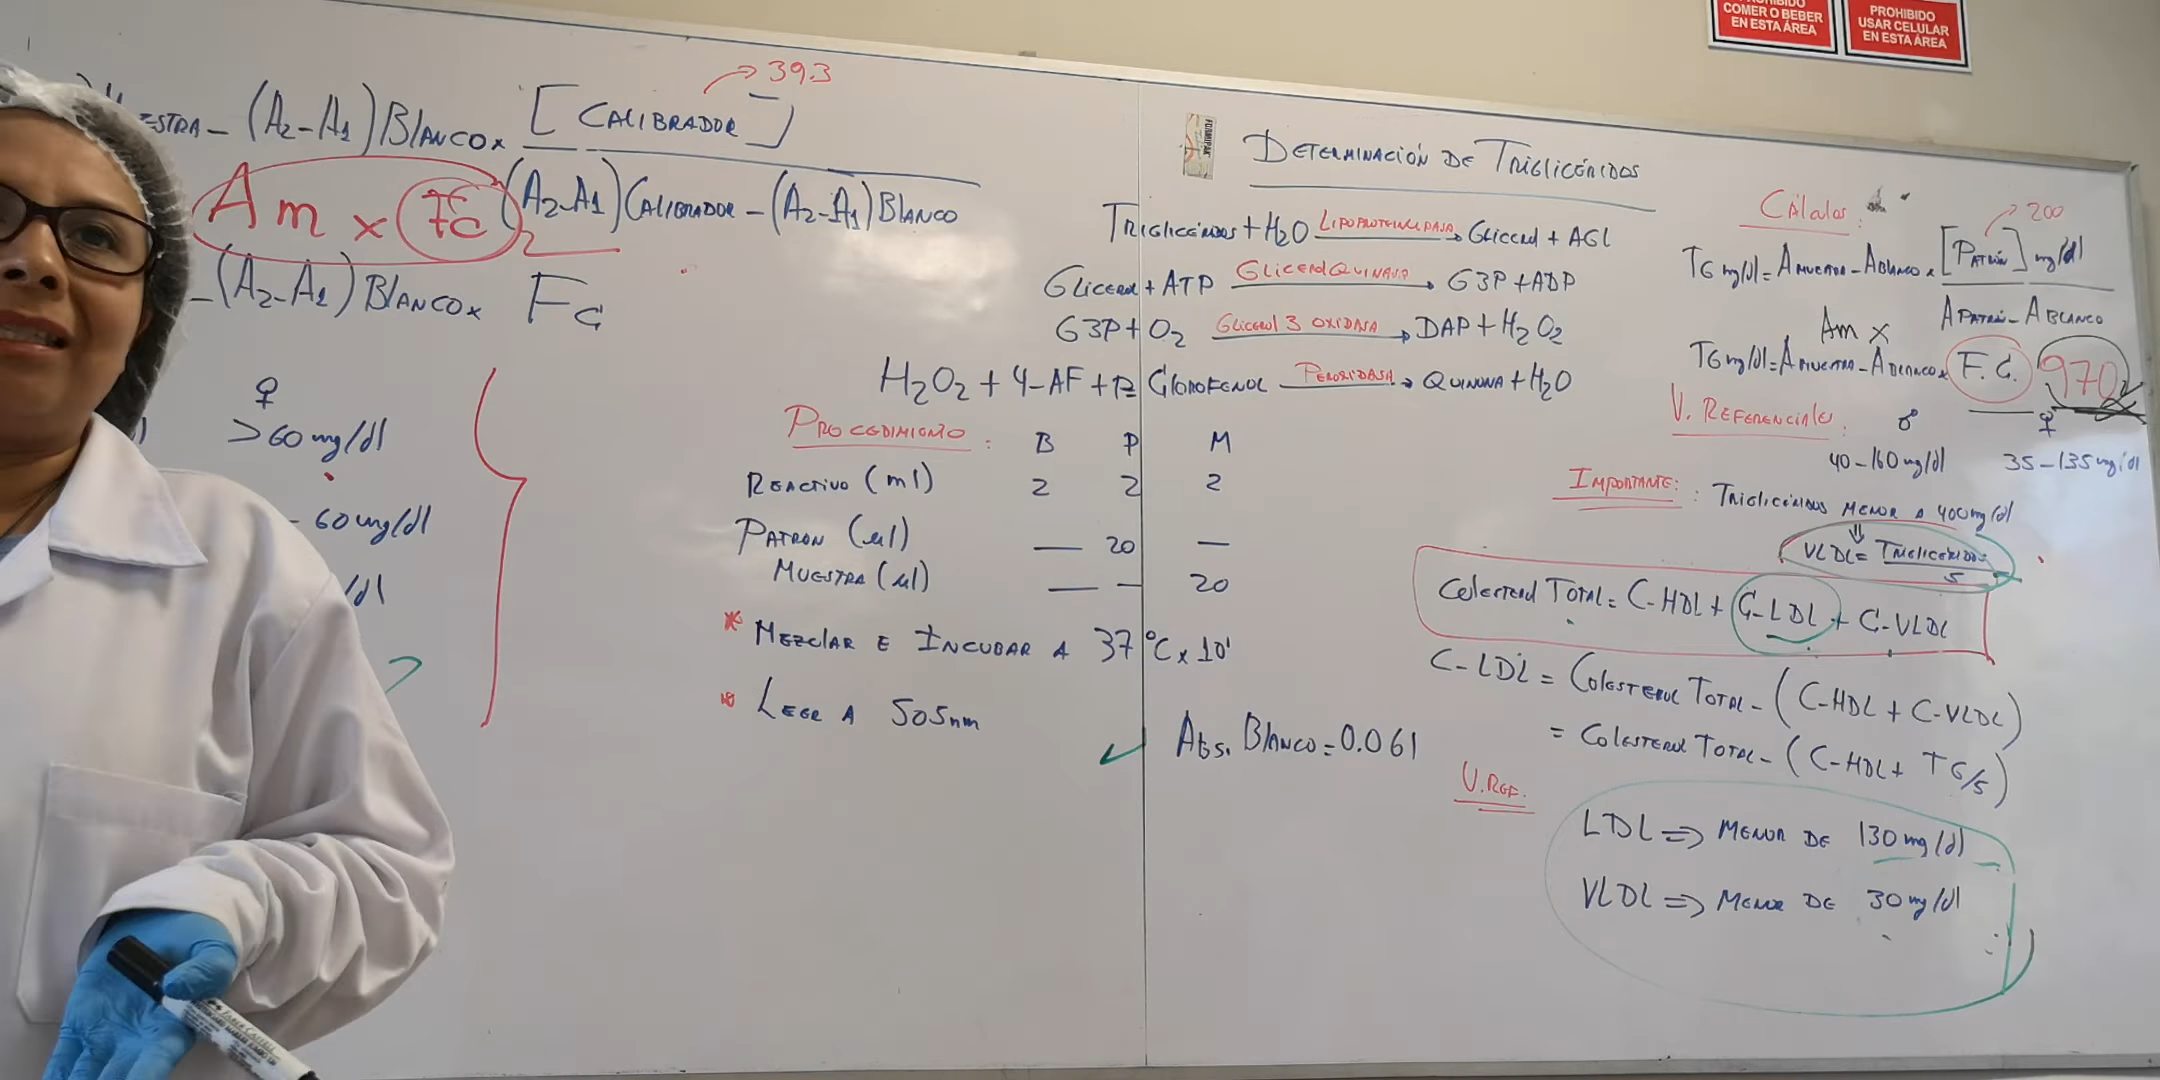 PROHIBIDO
COMER O BEBER
EN ESTA ÁREA
PROHIBIDO
USAR CELULAR
EN ESTA ÁREA
39.3
ESTRA - (A2-A1) BLANCO x [CALIBRADOR]
(A2-A1) CALIBRADOR - (A2-A1) BLANCO
Am x FC
- (A2-A1) BLANCO x FC
♀
>60 mg/dl
- 60 mg/dl
/dl
DETERMINACIÓN DE TRIGLICÉRIDOS
TRIGLICÉRIDOS + H2O LIPOPROTEINLIPASA → GLICEROL + AGL
GLICEROL + ATP GLICEROLQUINASA → G3P + ADP
G3P + O2 GLICEROL 3 OXIDASA → DAP + H2O2
H2O2 + 4-AF + P CLOROFENOL PEROXIDASA → QUINONA + H2O
PROCEDIMIENTO : B P M
REACTIVO (ml) 2 2 2
PATRON (µl) — 20 —
MUESTRA (µl) — — 20
* MEZCLAR E INCUBAR A 37°C x 10'
* LEER A 505nm
Abs. BLANCO = 0.061
Cálculos :
200
TG mg/dl = AMUESTRA - ABLANCO x [PATRÓN] mg/dl
APATRÓN - ABLANCO
Am x
TG mg/dl = AMUESTRA - ABLANCO x F.C. 970
V. REFERENCIALES : ♂ ♀
40-160 mg/dl 35-135 mg/dl
IMPORTANTE: : TRIGLICÉRIDOS MENOR A 400 mg/dl
⇓
VLDL = TRIGLICÉRIDOS
5
COLESTEROL TOTAL = C-HDL + C-LDL + C-VLDL
C-LDL = COLESTEROL TOTAL - (C-HDL + C-VLDL)
= COLESTEROL TOTAL - (C-HDL + TG/5)
V.REF.
LDL ⇒ MENOR DE 130 mg/dl
VLDL ⇒ MENOR DE 30 mg/dl